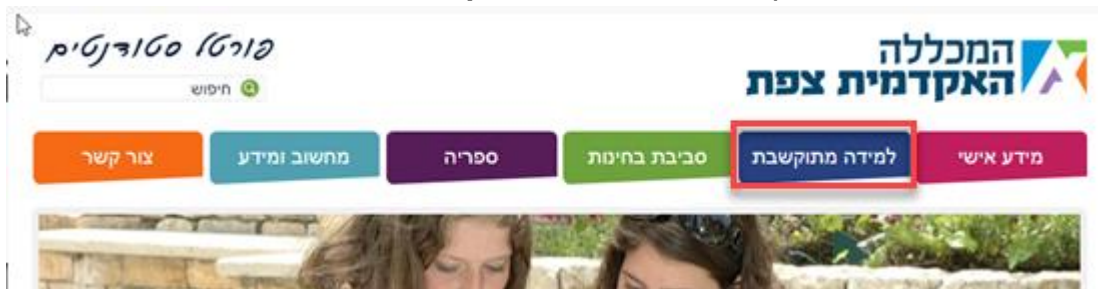 פורטל סטודנטים
המכללה
האקדמית צפת
חיפוש
מידע אישי
למידה מתוקשבת
סביבת בחינות
ספריה
מחשוב ומידע
צור קשר